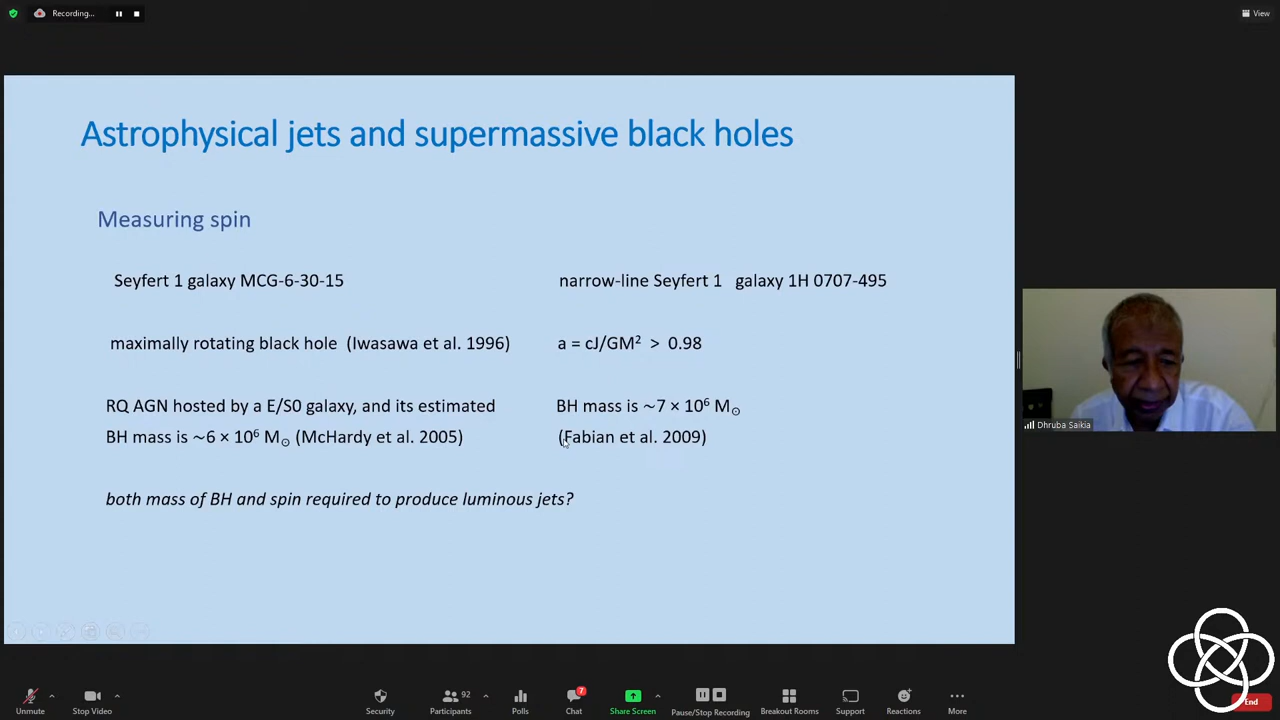 Recording...
View
Astrophysical jets and supermassive black holes
Measuring spin
Seyfert 1 galaxy MCG-6-30-15
narrow-line Seyfert 1 galaxy 1H 0707-495
maximally rotating black hole (Iwasawa et al. 1996)
a = cJ/GM² > 0.98
RQ AGN hosted by a E/S0 galaxy, and its estimated
BH mass is ~6 × 10⁶ M☉ (McHardy et al. 2005)
BH mass is ~7 × 10⁶ M☉
(Fabian et al. 2009)
both mass of BH and spin required to produce luminous jets?
Dhruba Saikia
Unmute
Stop Video
Security
Participants
92
Polls
Chat
7
Share Screen
Pause/Stop Recording
Breakout Rooms
Support
Reactions
More
End